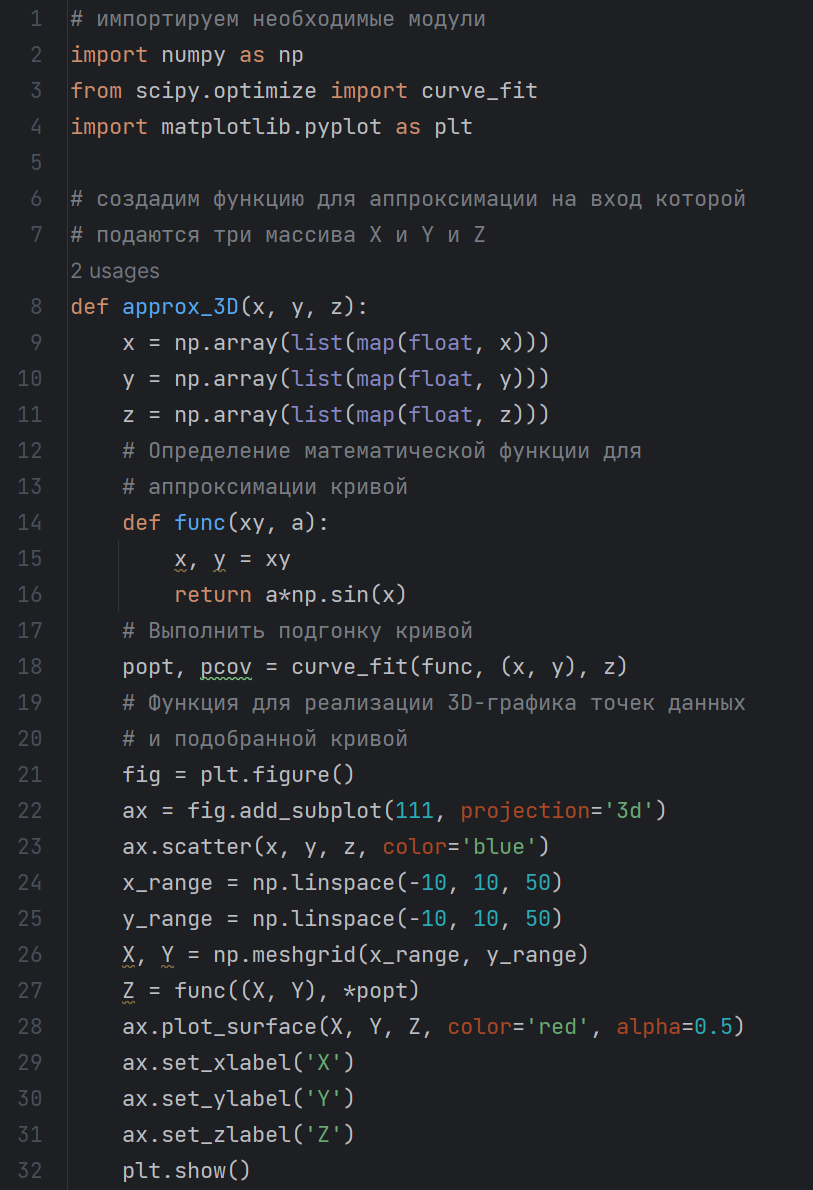 1 # импортируем необходимые модули
2 import numpy as np
3 from scipy.optimize import curve_fit
4 import matplotlib.pyplot as plt
5
6 # создадим функцию для аппроксимации на вход которой
7 # подаются три массива X и Y и Z
2 usages
8 def approx_3D(x, y, z):
9     x = np.array(list(map(float, x)))
10     y = np.array(list(map(float, y)))
11     z = np.array(list(map(float, z)))
12     # Определение математической функции для
13     # аппроксимации кривой
14     def func(xy, a):
15         x, y = xy
16         return a*np.sin(x)
17     # Выполнить подгонку кривой
18     popt, pcov = curve_fit(func, (x, y), z)
19     # Функция для реализации 3D-графика точек данных
20     # и подобранной кривой
21     fig = plt.figure()
22     ax = fig.add_subplot(111, projection='3d')
23     ax.scatter(x, y, z, color='blue')
24     x_range = np.linspace(-10, 10, 50)
25     y_range = np.linspace(-10, 10, 50)
26     X, Y = np.meshgrid(x_range, y_range)
27     Z = func((X, Y), *popt)
28     ax.plot_surface(X, Y, Z, color='red', alpha=0.5)
29     ax.set_xlabel('X')
30     ax.set_ylabel('Y')
31     ax.set_zlabel('Z')
32     plt.show()